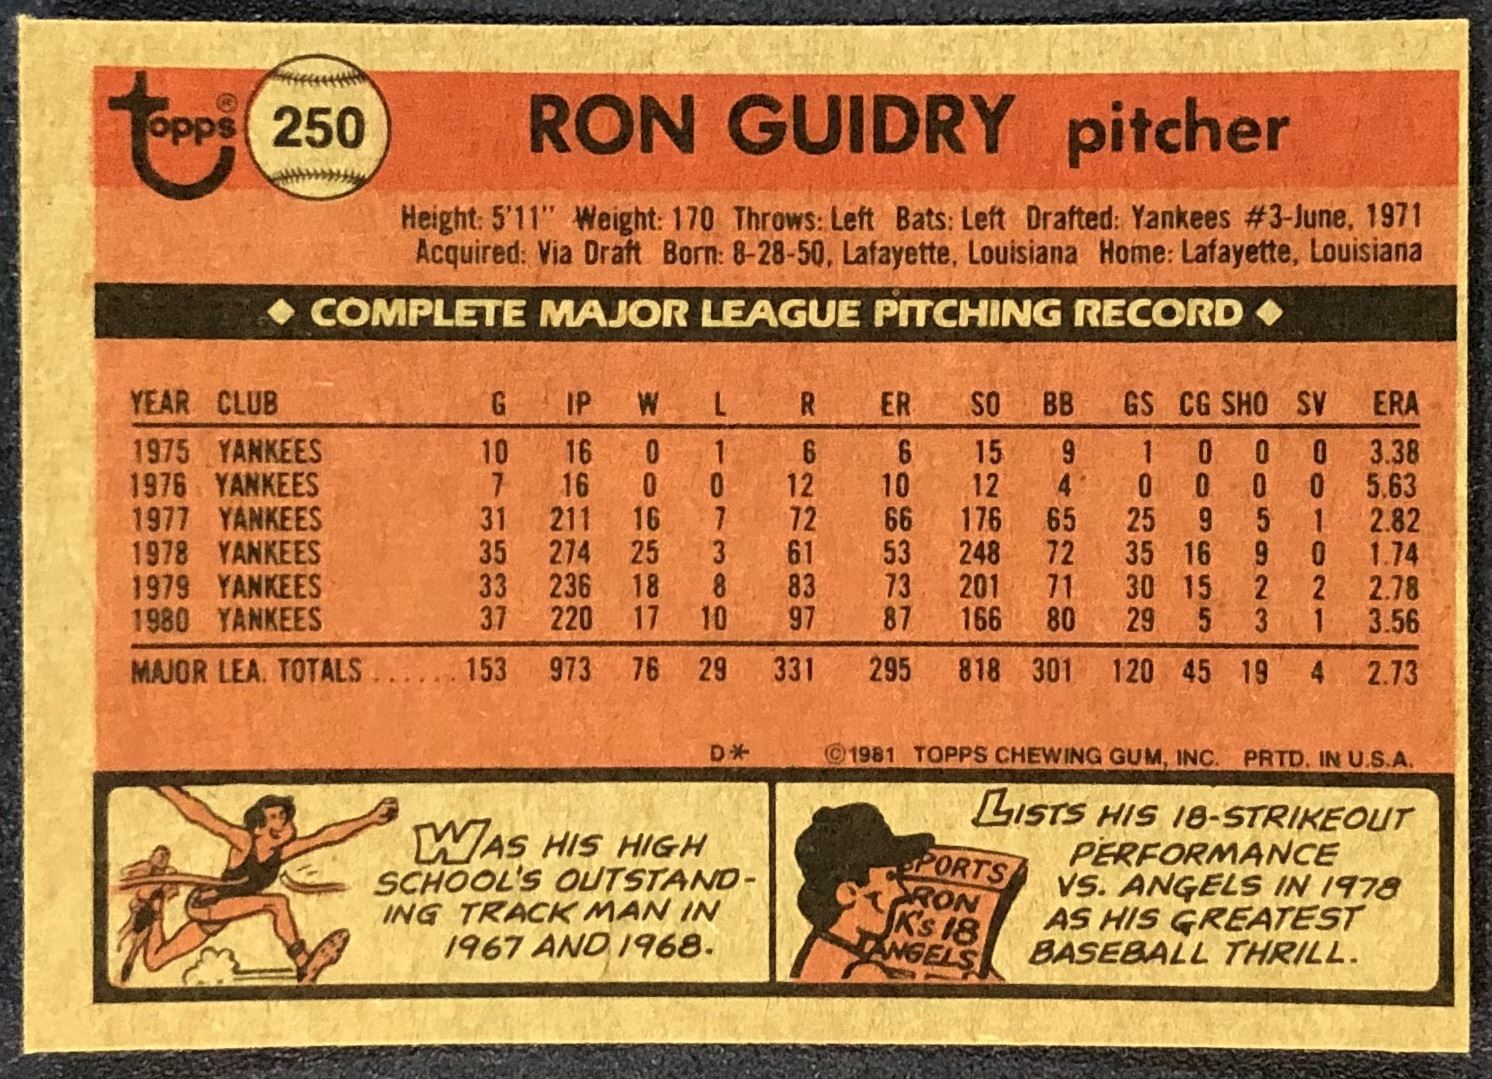 Topps® 250 RON GUIDRY pitcher
Height: 5'11" Weight: 170 Throws: Left Bats: Left Drafted: Yankees #3-June, 1971
Acquired: Via Draft Born: 8-28-50, Lafayette, Louisiana Home: Lafayette, Louisiana
◆ COMPLETE MAJOR LEAGUE PITCHING RECORD ◆
YEAR CLUB G IP W L R ER SO BB GS CG SHO SV ERA
1975 YANKEES 10 16 0 1 6 6 15 9 1 0 0 0 3.38
1976 YANKEES 7 16 0 0 12 10 12 4 0 0 0 0 5.63
1977 YANKEES 31 211 16 7 72 66 176 65 25 9 5 1 2.82
1978 YANKEES 35 274 25 3 61 53 248 72 35 16 9 0 1.74
1979 YANKEES 33 236 18 8 83 73 201 71 30 15 2 2 2.78
1980 YANKEES 37 220 17 10 97 87 166 80 29 5 3 1 3.56
MAJOR LEA. TOTALS ...... 153 973 76 29 331 295 818 301 120 45 19 4 2.73
D* ©1981 TOPPS CHEWING GUM, INC. PRTD. IN U.S.A.
WAS HIS HIGH
SCHOOL'S OUTSTAND-
ING TRACK MAN IN
1967 AND 1968.
SPORTS
RON
K's 18
ANGELS
LISTS HIS 18-STRIKEOUT
PERFORMANCE
VS. ANGELS IN 1978
AS HIS GREATEST
BASEBALL THRILL.